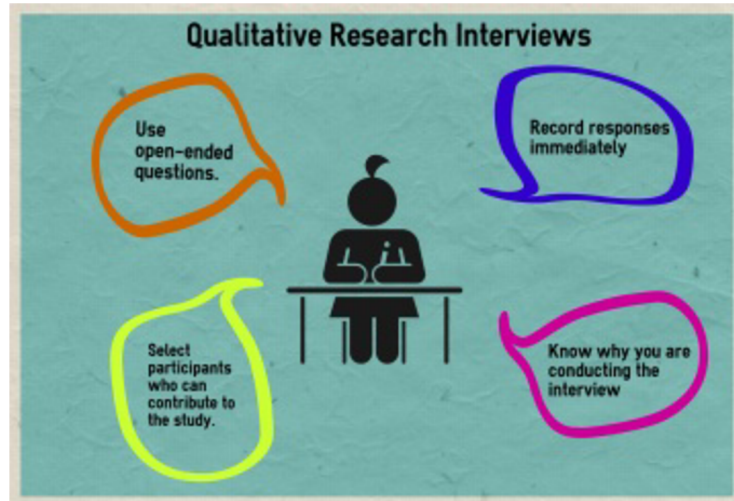 Qualitative Research Interviews
Use
open-ended
questions.
Record responses
immediately
Select
participants
who can
contribute to
the study.
Know why you are
conducting the
interview